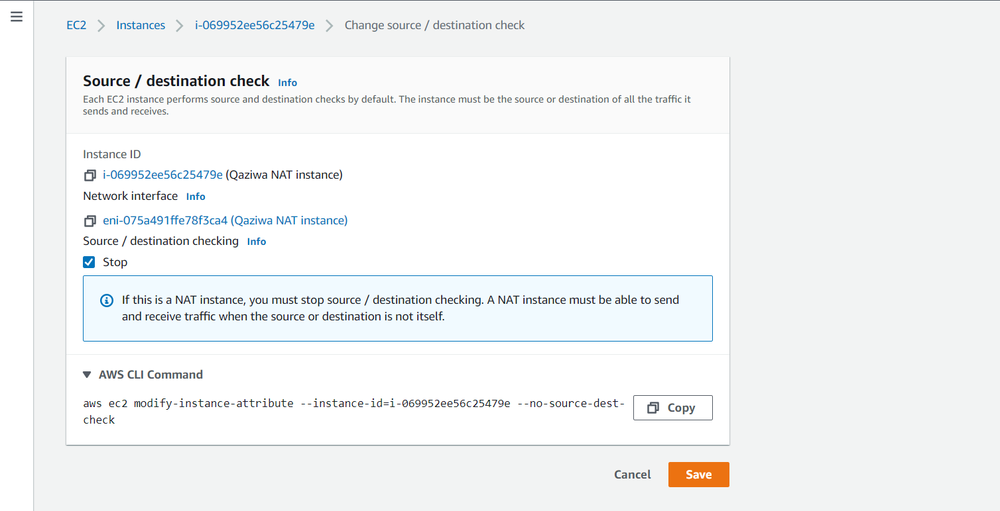 EC2 > Instances > i-069952ee56c25479e > Change source / destination check
Source / destination check Info
Each EC2 instance performs source and destination checks by default. The instance must be the source or destination of all the traffic it
sends and receives.
Instance ID
i-069952ee56c25479e (Qaziwa NAT instance)
Network interface Info
eni-075a491ffe78f3ca4 (Qaziwa NAT instance)
Source / destination checking Info
Stop
If this is a NAT instance, you must stop source / destination checking. A NAT instance must be able to send
and receive traffic when the source or destination is not itself.
AWS CLI Command
aws ec2 modify-instance-attribute --instance-id=i-069952ee56c25479e --no-source-dest-
check
Copy
Cancel Save